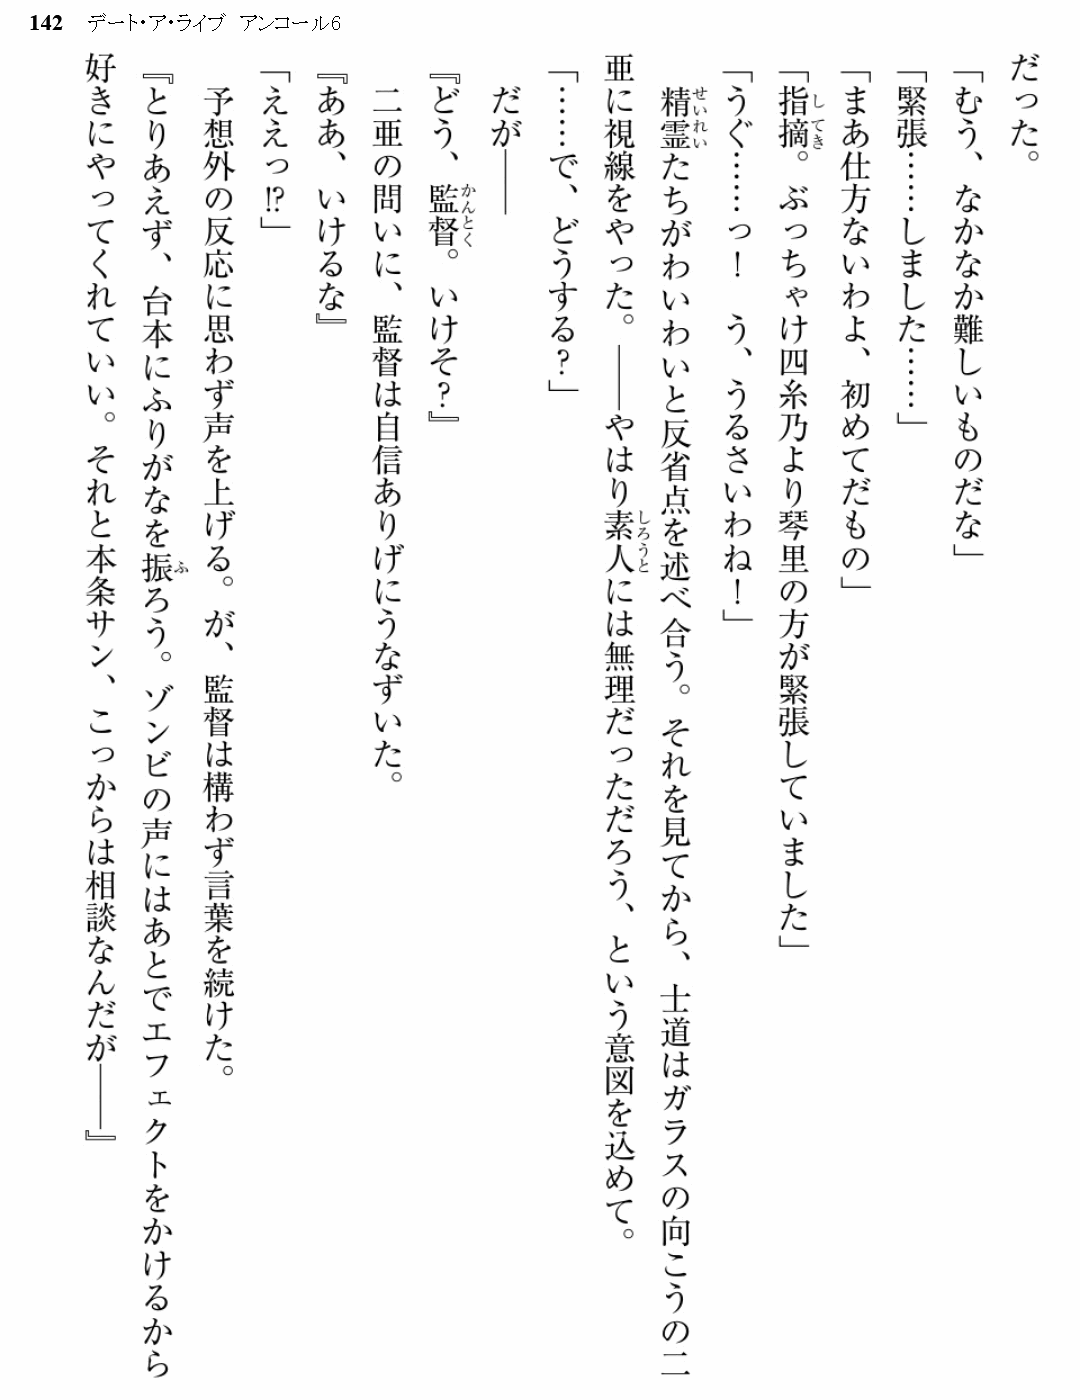 142 デート・ア・ライブ アンコール6
だった。
「むう、なかなか難しいものだな」
「緊張……しました……」
「まあ仕方ないわよ、初めてだもの」
「指摘。ぶっちゃけ四糸乃より琴里の方が緊張していました」
「うぐ……っ！　う、うるさいわね！」
　精霊たちがわいわいと反省点を述べ合う。それを見てから、士道はガラスの向こうの二
亜に視線をやった。――やはり素人には無理だっただろう、という意図を込めて。
「……で、どうする？」
　だが――
『どう、監督。いけそ？』
　二亜の問いに、監督は自信ありげにうなずいた。
『ああ、いけるな』
「ええっ!?」
　予想外の反応に思わず声を上げる。が、監督は構わず言葉を続けた。
『とりあえず、台本にふりがなを振ろう。ゾンビの声にはあとでエフェクトをかけるから
好きにやってくれていい。それと本条サン、こっからは相談なんだが――』